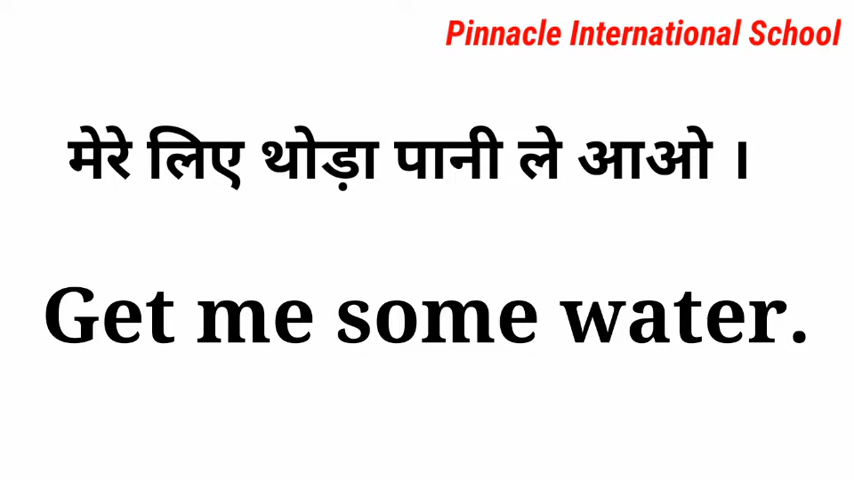 Pinnacle International School
मेरे लिए थोड़ा पानी ले आओ ।
Get me some water.